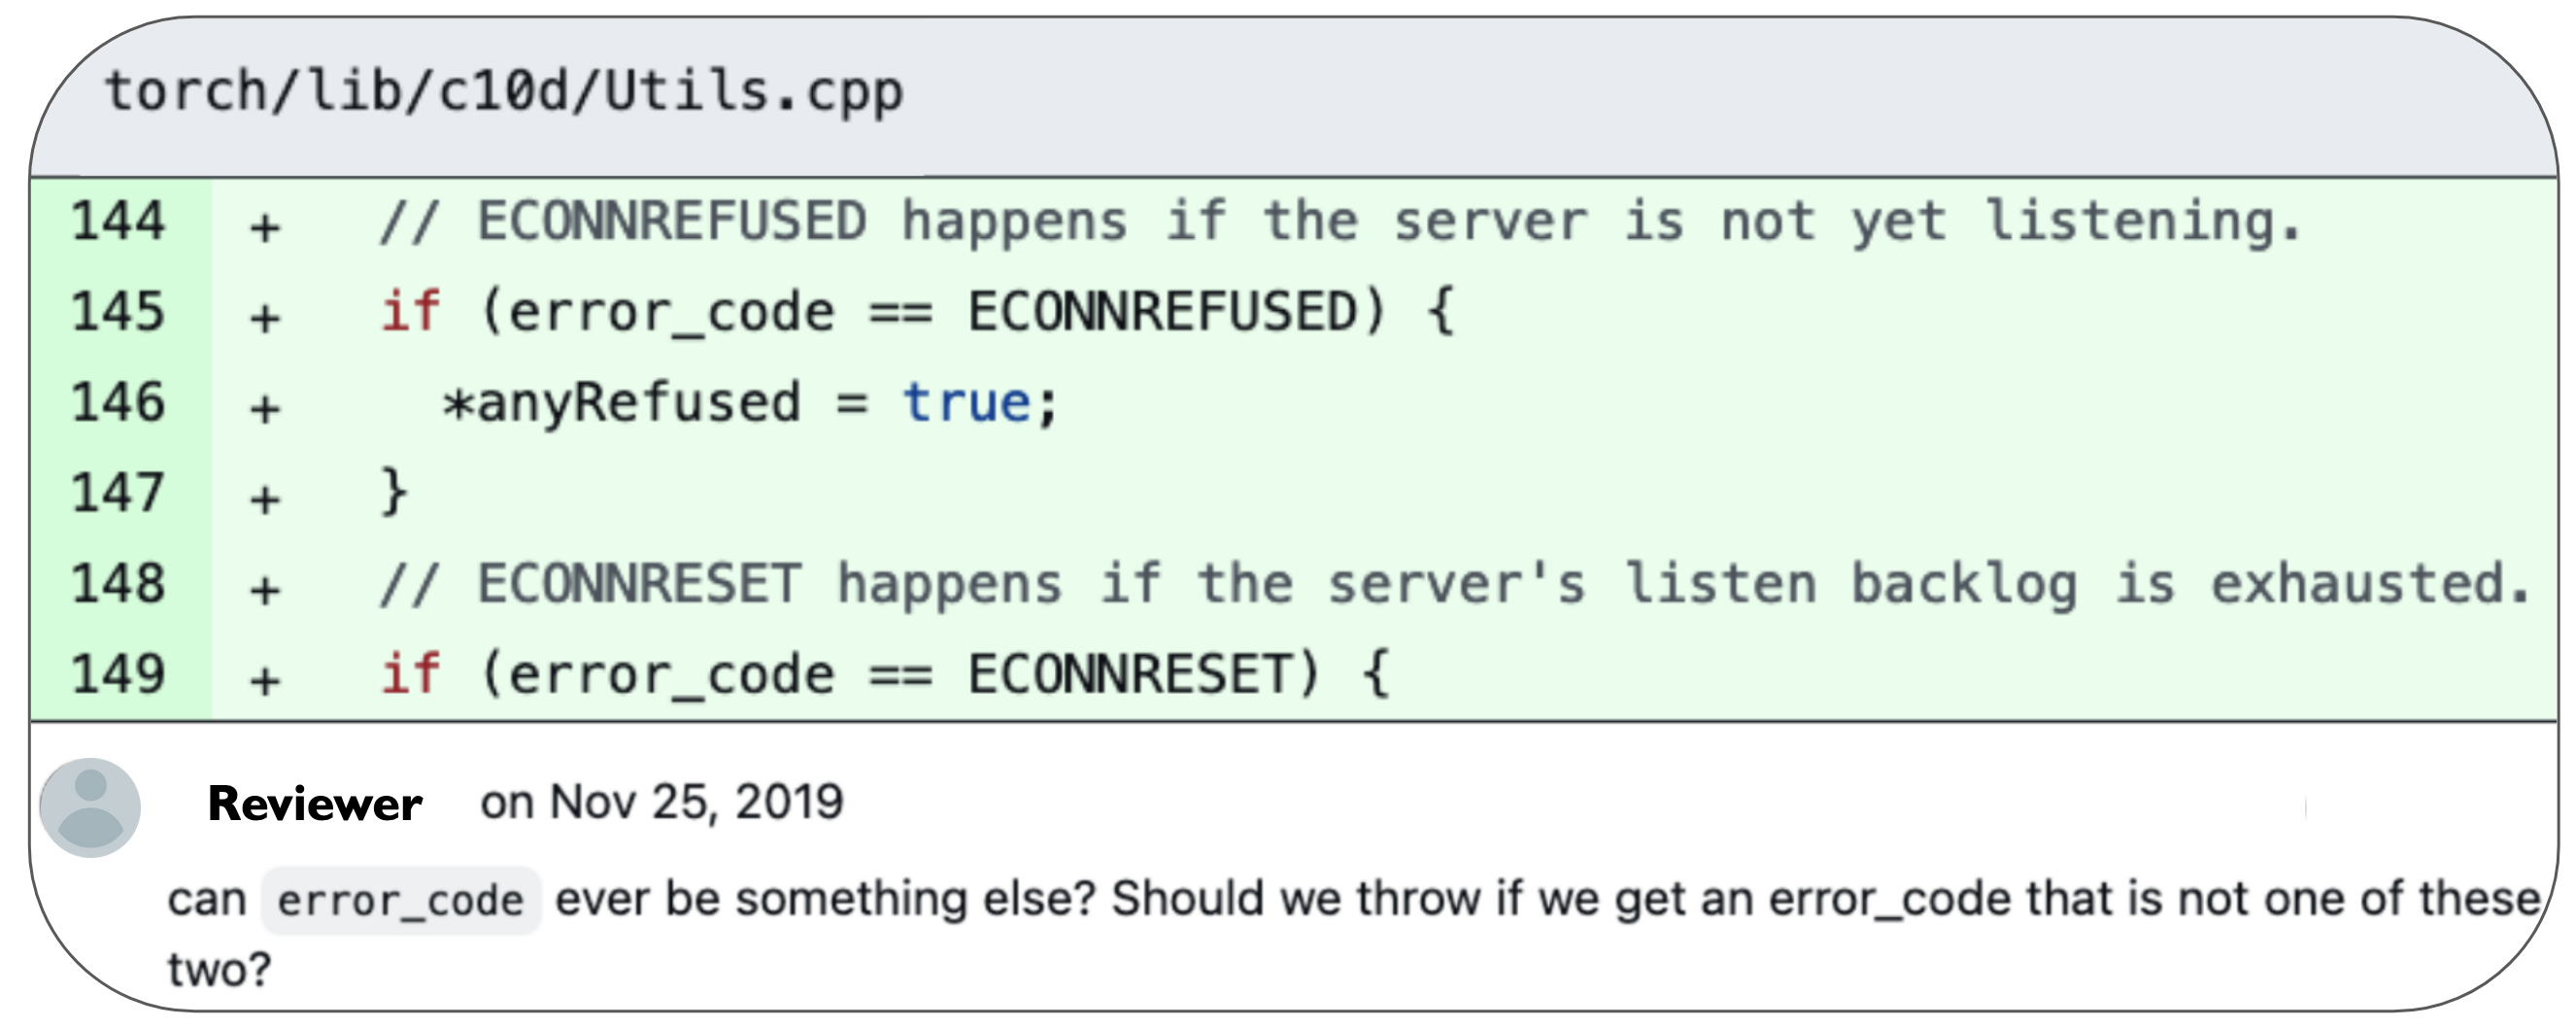 torch/lib/c10d/Utils.cpp
144 + // ECONNREFUSED happens if the server is not yet listening.
145 + if (error_code == ECONNREFUSED) {
146 + *anyRefused = true;
147 + }
148 + // ECONNRESET happens if the server's listen backlog is exhausted.
149 + if (error_code == ECONNRESET) {
Reviewer on Nov 25, 2019
can error_code ever be something else? Should we throw if we get an error_code that is not one of these
two?